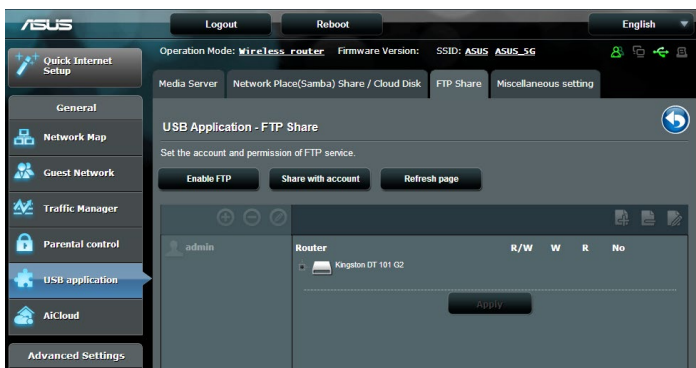 ASUS
Logout
Reboot
English
Quick Internet
Setup
Operation Mode: Wireless router Firmware Version: SSID: ASUS ASUS_5G
Media Server
Network Place(Samba) Share / Cloud Disk
FTP Share
Miscellaneous setting
General
Network Map
Guest Network
Traffic Manager
Parental control
USB application
AiCloud
Advanced Settings
USB Application - FTP Share
Set the account and permission of FTP service.
Enable FTP
Share with account
Refresh page
admin
Router R/W W R No
Kingston DT 101 G2
Apply